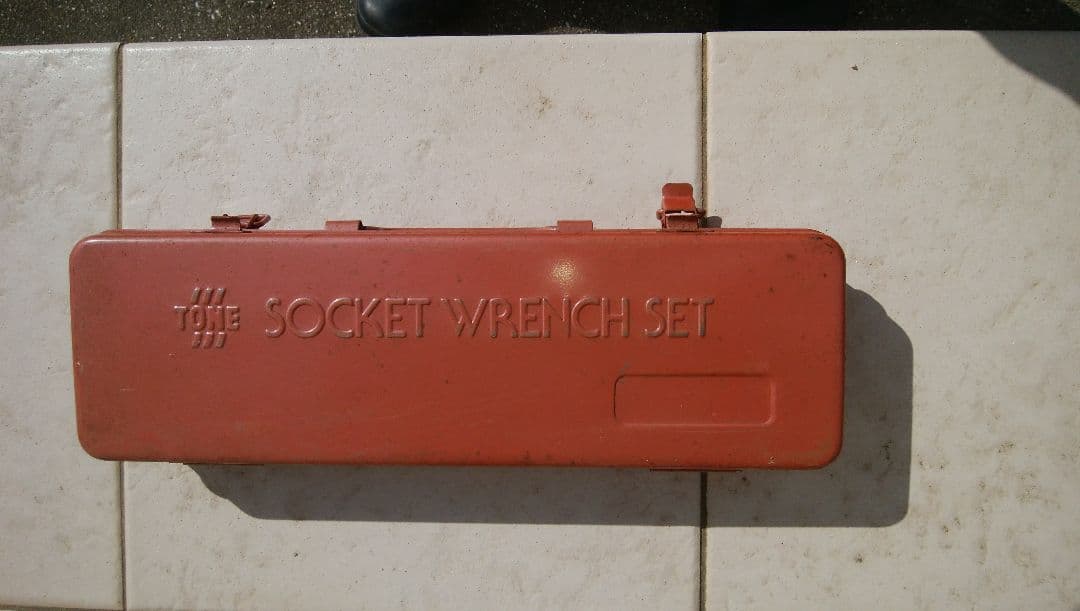 TONE SOCKET WRENCH SET